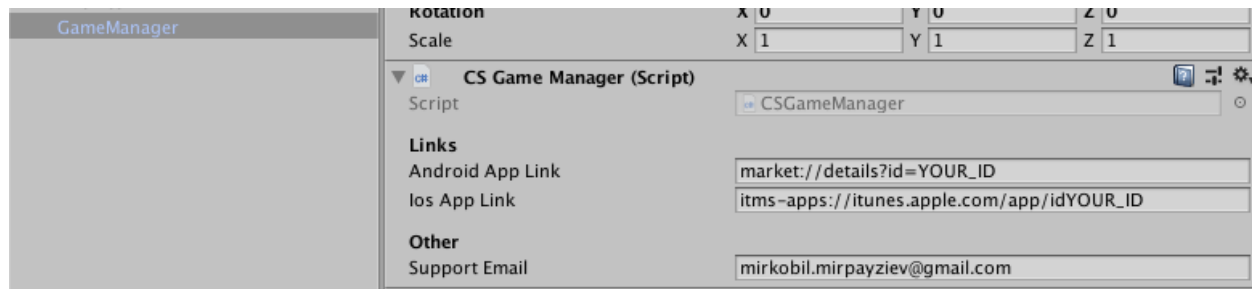 GameManager
Rotation X 0 Y 0 Z 0
Scale X 1 Y 1 Z 1
C# CS Game Manager (Script)
Script CSGameManager
Links
Android App Link market://details?id=YOUR_ID
Ios App Link itms-apps://itunes.apple.com/app/idYOUR_ID
Other
Support Email mirkobil.mirpayziev@gmail.com